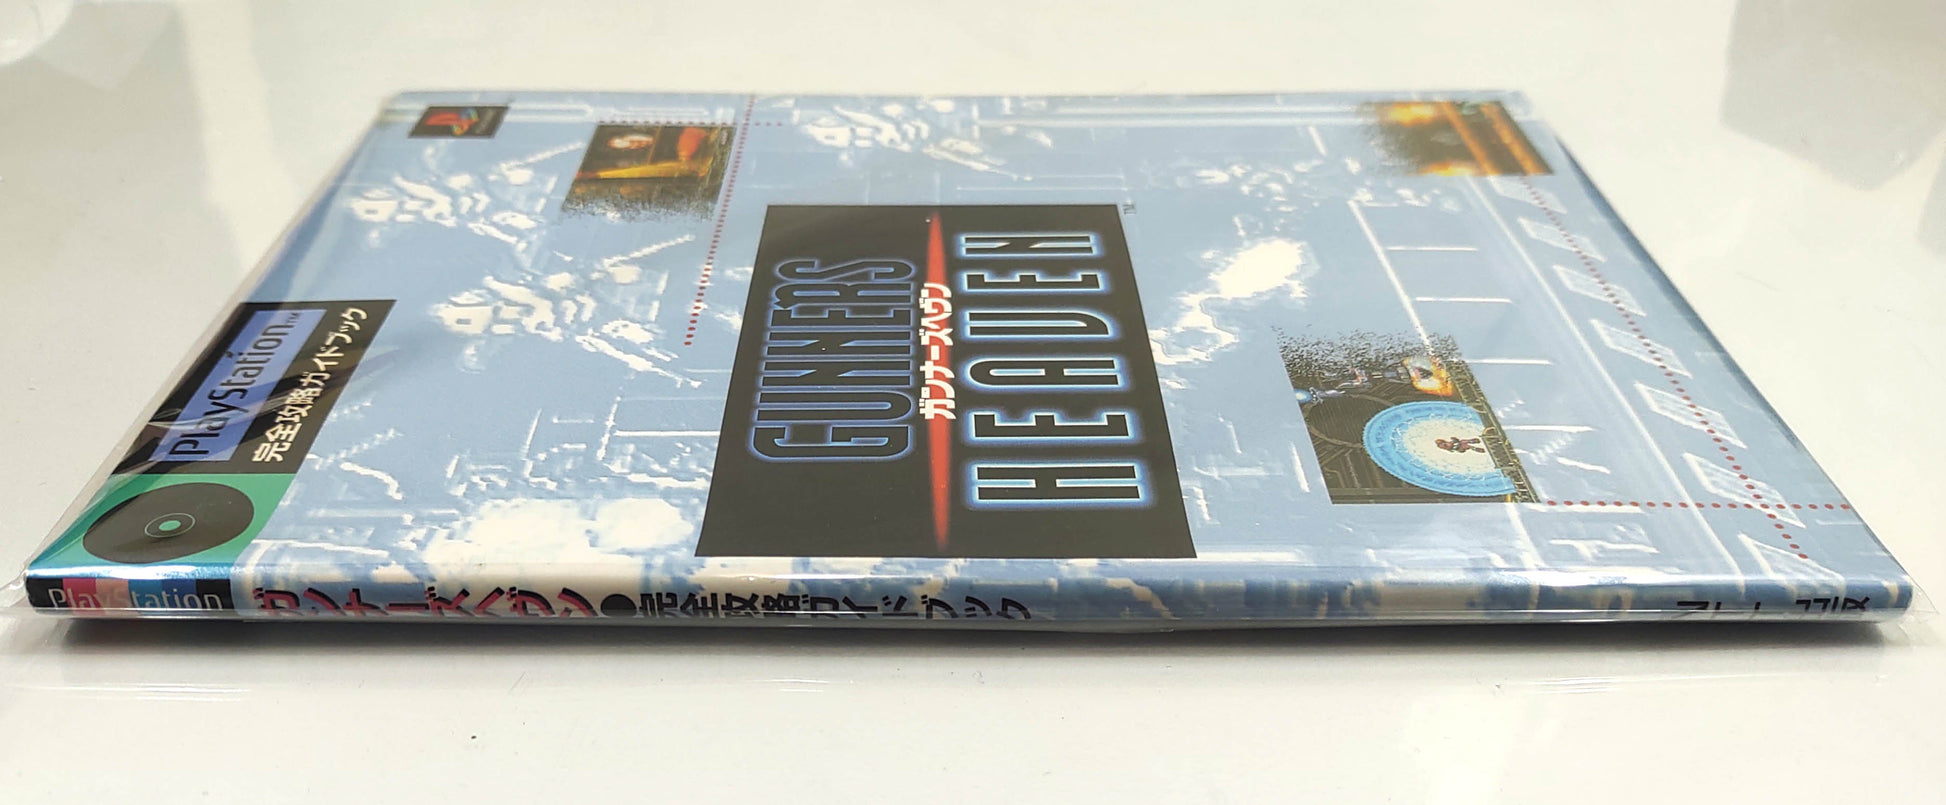 PlayStation™
完全攻略ガイドブック
GUNNERS
ガンナーズヘヴン
HEAVEN
™
PlayStation
ガンナーズヘヴン●完全攻略ガイドブック